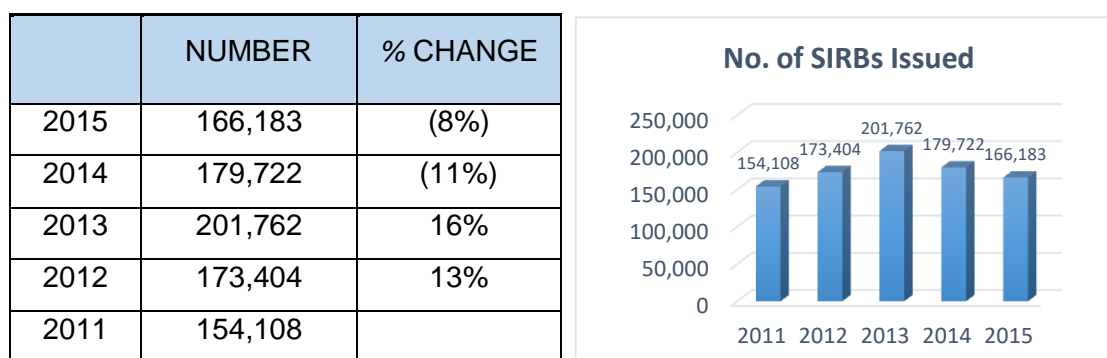 NUMBER % CHANGE
2015 166,183 (8%)
2014 179,722 (11%)
2013 201,762 16%
2012 173,404 13%
2011 154,108
No. of SIRBs Issued
250,000
200,000
150,000
100,000
50,000
0
154,108 173,404 201,762 179,722 166,183
2011 2012 2013 2014 2015